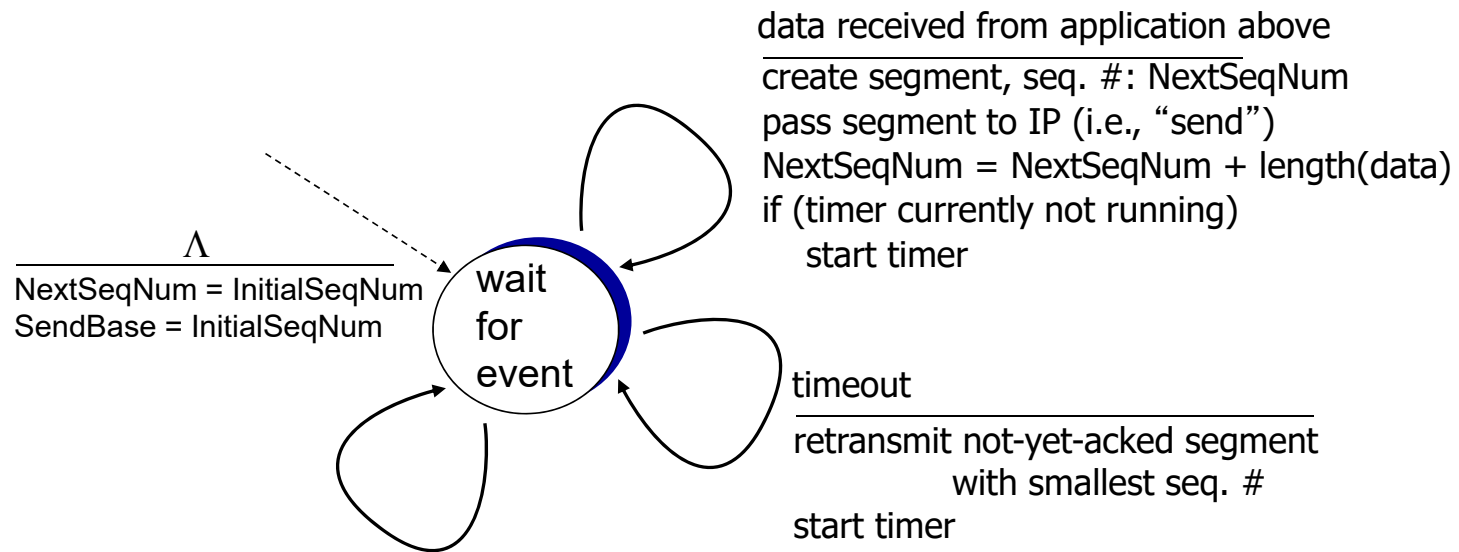 data received from application above
create segment, seq. #: NextSeqNum
pass segment to IP (i.e., “send”)
NextSeqNum = NextSeqNum + length(data)
if (timer currently not running)
start timer
Λ
NextSeqNum = InitialSeqNum
SendBase = InitialSeqNum
wait
for
event
timeout
retransmit not-yet-acked segment
with smallest seq. #
start timer